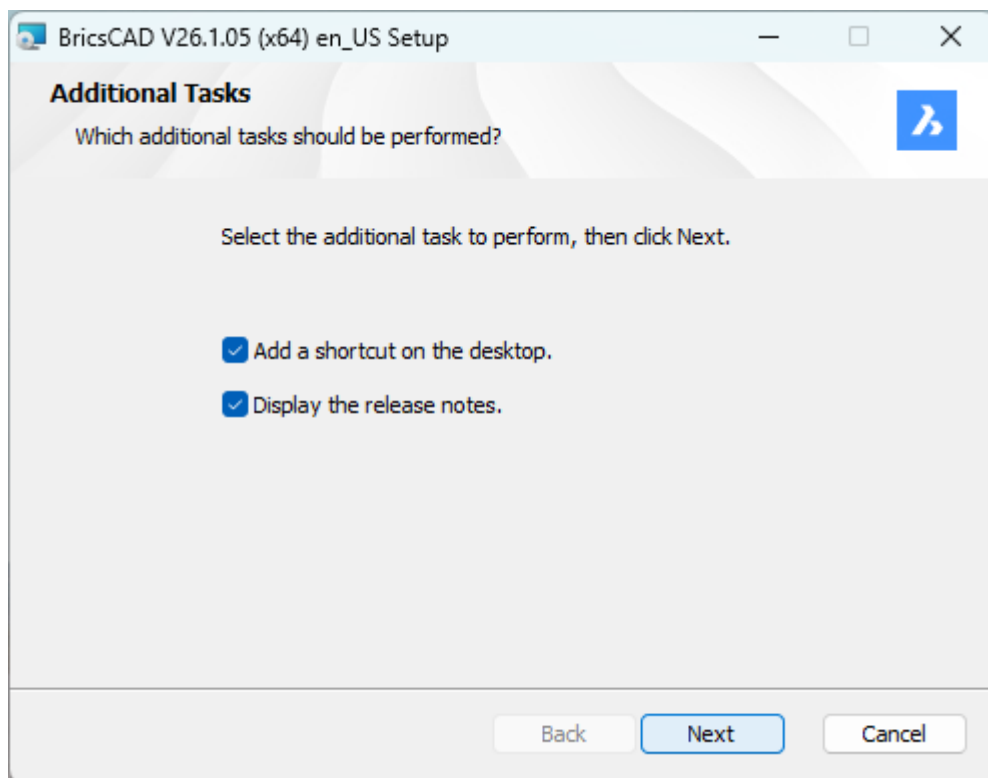 BricsCAD V26.1.05 (x64) en_US Setup
Additional Tasks
Which additional tasks should be performed?
Select the additional task to perform, then click Next.
Add a shortcut on the desktop.
Display the release notes.
Back
Next
Cancel